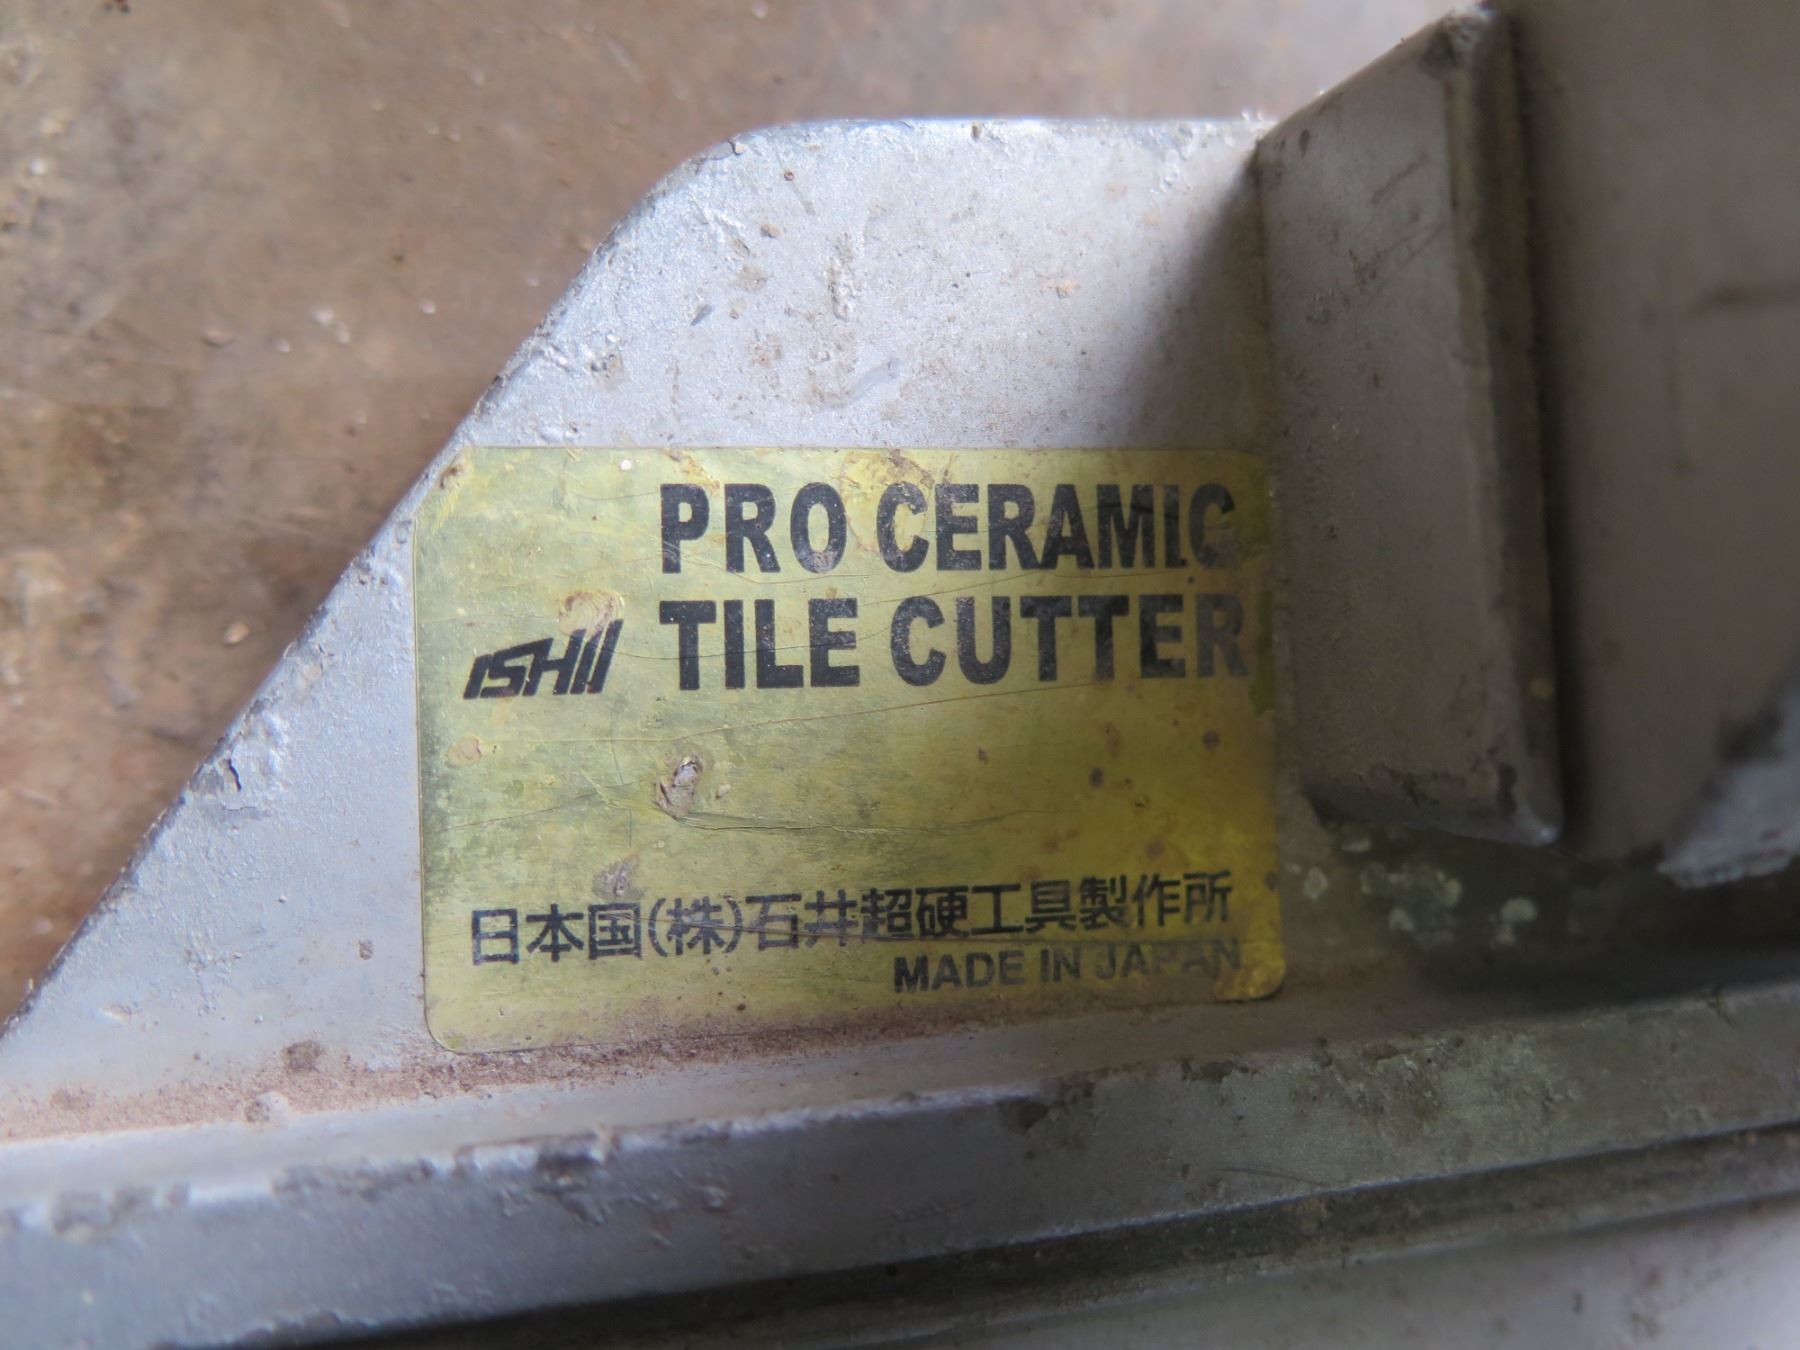 PRO CERAMIC
ISHII TILE CUTTER
日本国(株)石井超硬工具製作所
MADE IN JAPAN